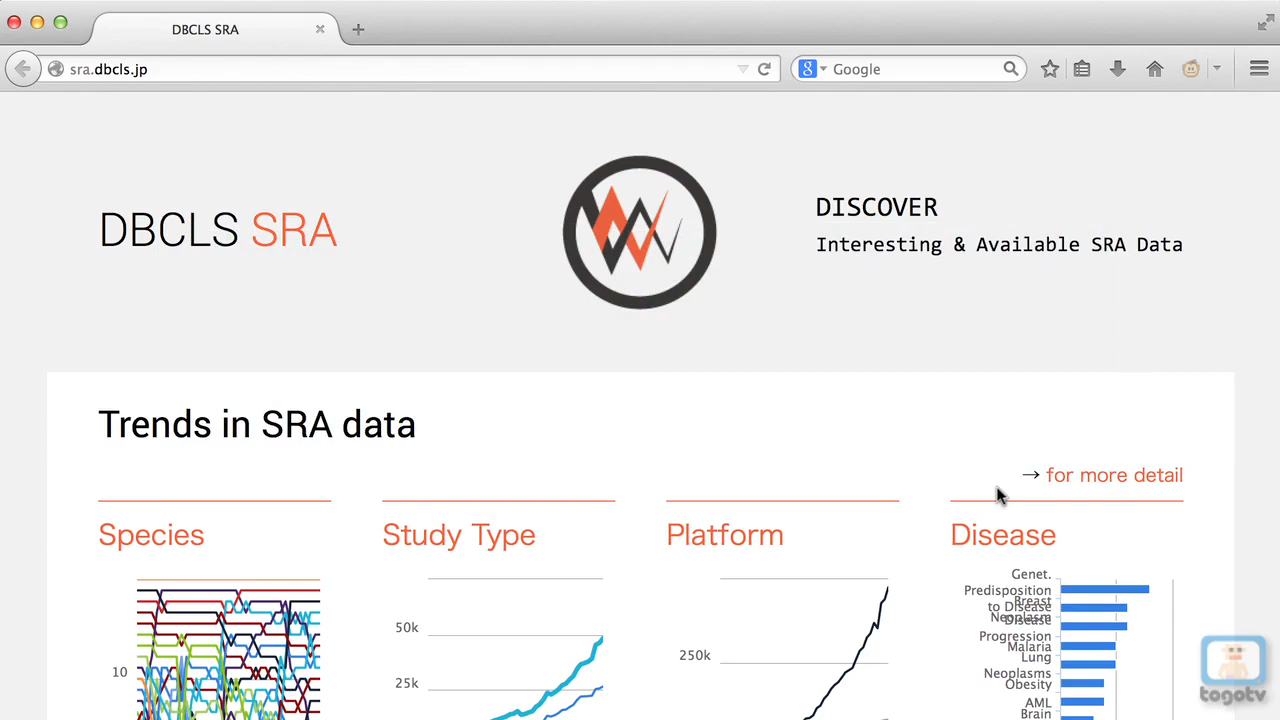 DBCLS SRA
sra.dbcls.jp
Google
DBCLS SRA
DISCOVER
Interesting & Available SRA Data
Trends in SRA data
→ for more detail
Species
Study Type
Platform
Disease
10
50k
25k
250k
Genet.
Predisposition
to Disease
Breast
Neoplasm
Disease
Progression
Malaria
Lung
Neoplasms
Obesity
AML
Brain
togotv